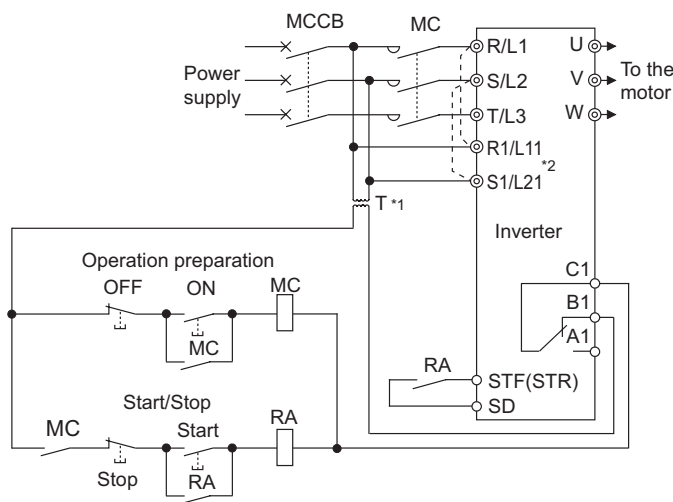 MCCB
MC
Power
supply
R/L1
S/L2
T/L3
R1/L11
*2
S1/L21
U
V
W
To the
motor
T *1
Inverter
Operation preparation
OFF
ON
MC
MC
C1
B1
A1
RA
STF(STR)
SD
Start/Stop
MC
Start
RA
Stop
RA